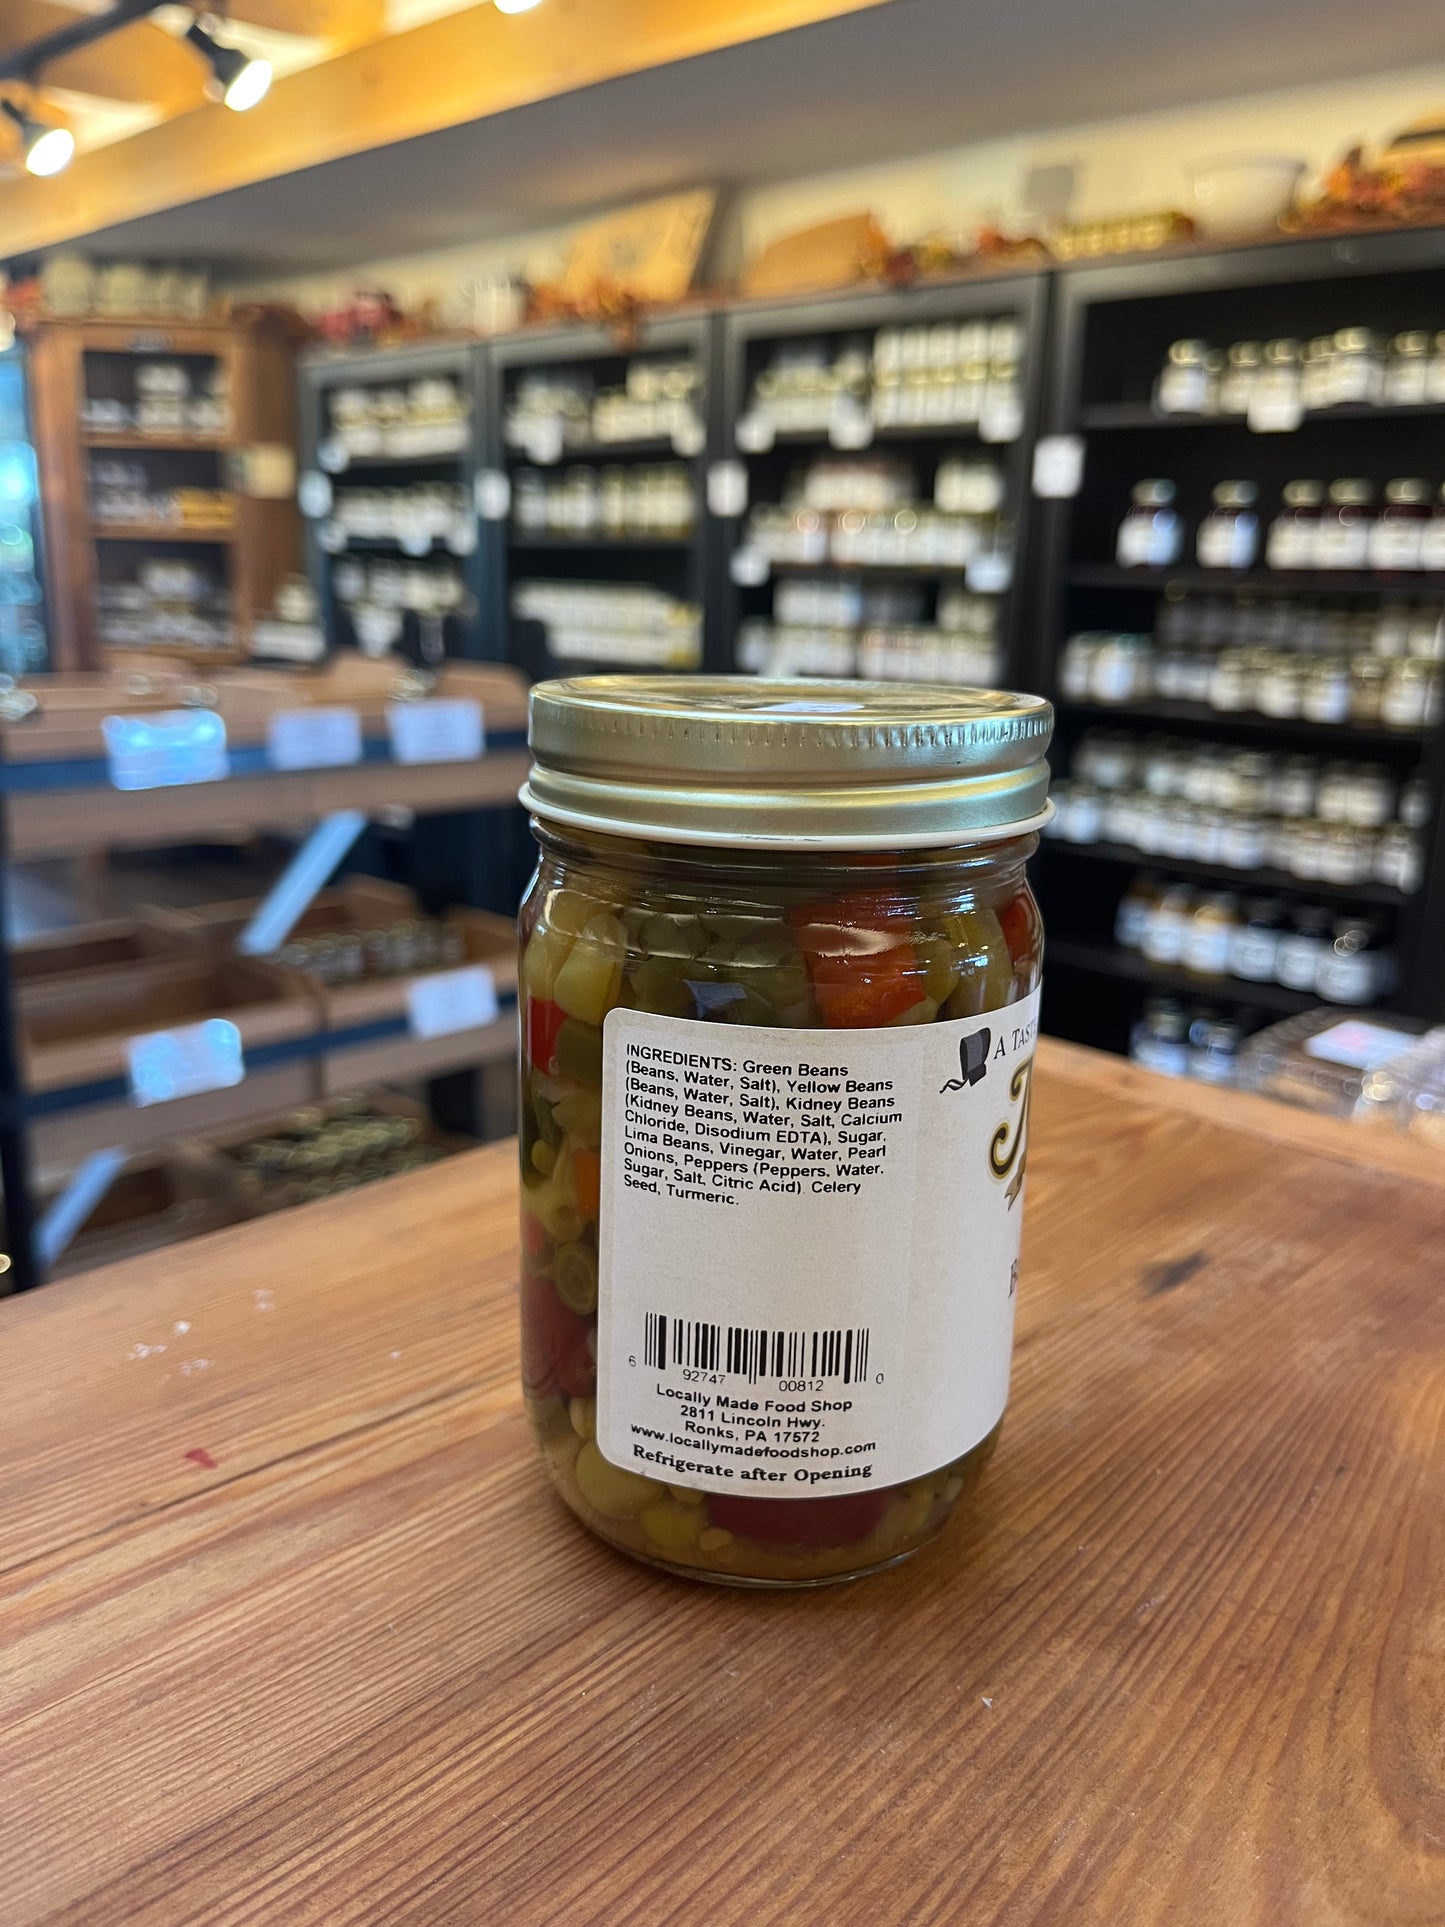 INGREDIENTS: Green Beans
(Beans, Water, Salt), Yellow Beans
(Beans, Water, Salt), Kidney Beans
(Kidney Beans, Water, Salt, Calcium
Chloride, Disodium EDTA), Sugar,
Lima Beans, Vinegar, Water, Pearl
Onions, Peppers (Peppers, Water.
Sugar, Salt, Citric Acid) Celery
Seed, Turmeric.
A
6 92747 00812 0
Locally Made Food Shop
2811 Lincoln Hwy.
Ronks, PA 17572
www.locallymadefoodshop.com
Refrigerate after Opening